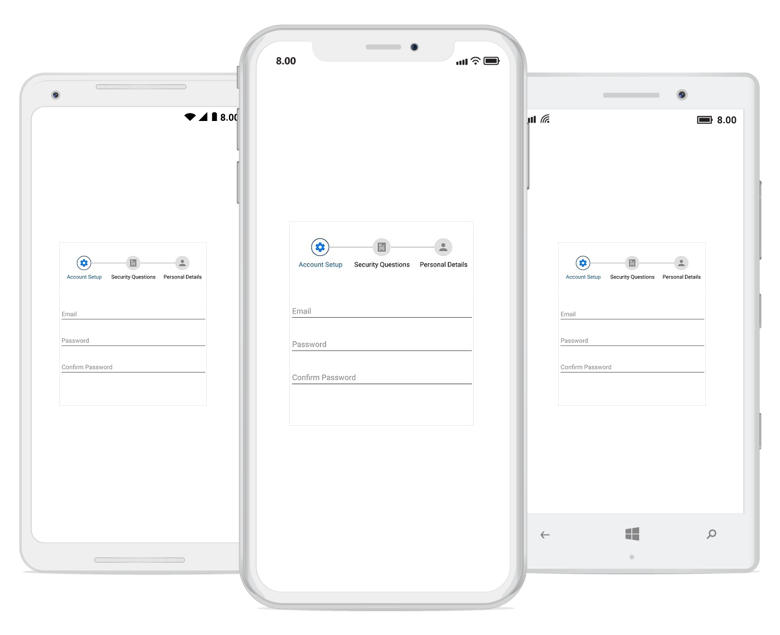 8.00
Account Setup Security Questions Personal Details
Email
Password
Confirm Password
8.00
Account Setup Security Questions Personal Details
Email
Password
Confirm Password
8.00
Account Setup Security Questions Personal Details
Email
Password
Confirm Password